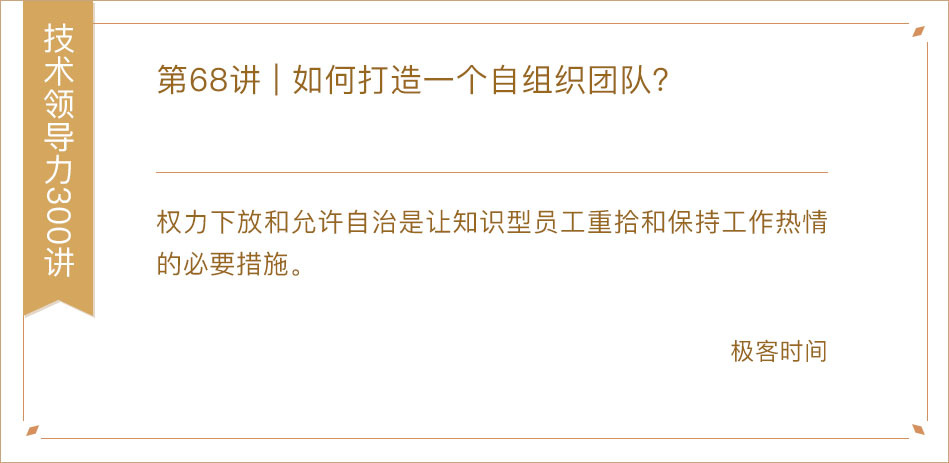 技术领导力300讲
第68讲 | 如何打造一个自组织团队？
权力下放和允许自治是让知识型员工重拾和保持工作热情
的必要措施。
极客时间